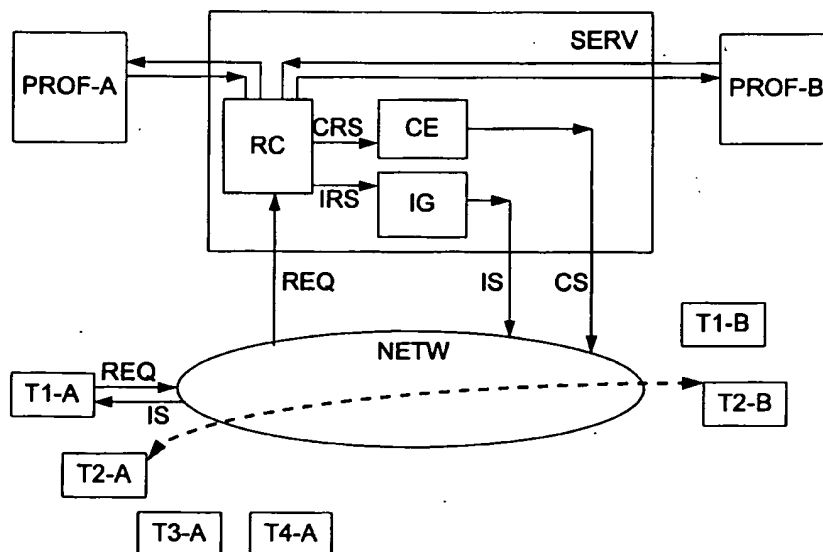 SERV
PROF-A
PROF-B
CRS
CE
RC
IRS
IG
REQ
IS
CS
T1-B
NETW
REQ
T1-A
IS
T2-B
T2-A
T3-A
T4-A